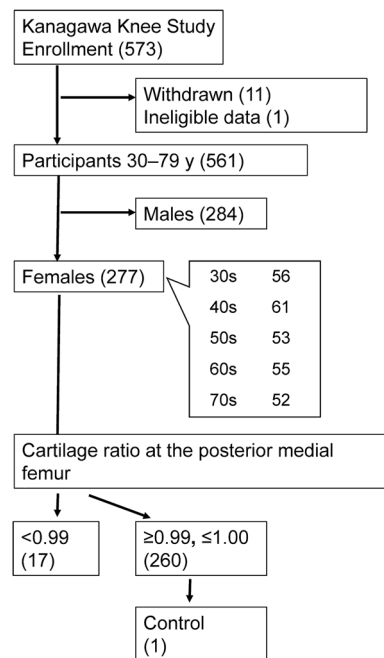 Kanagawa Knee Study
Enrollment (573)
Withdrawn (11)
Ineligible data (1)
Participants 30–79 y (561)
Males (284)
Females (277)
30s 56
40s 61
50s 53
60s 55
70s 52
Cartilage ratio at the posterior medial
femur
<0.99
(17)
≥0.99, ≤1.00
(260)
Control
(1)